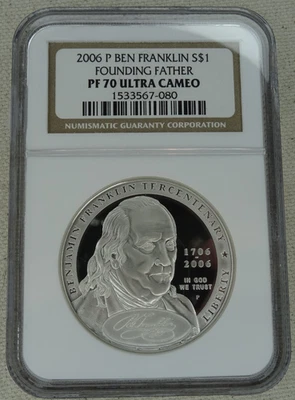 2006 P BEN FRANKLIN S$1
FOUNDING FATHER
PF 70 ULTRA CAMEO
1533567-080
NUMISMATIC GUARANTY CORPORATION
BENJAMIN FRANKLIN TERCENTENARY
LIBERTY
1706
2006
IN GOD
WE TRUST
P